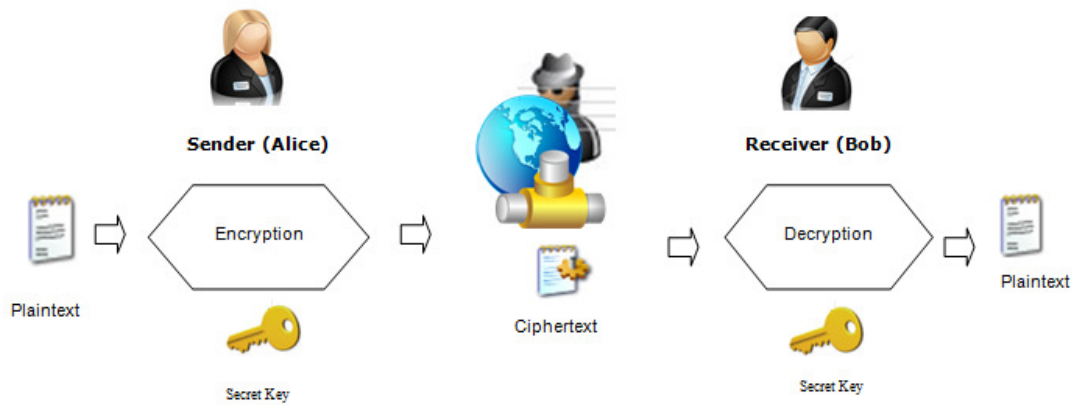 Sender (Alice)
Receiver (Bob)
Encryption
Decryption
Plaintext
Ciphertext
Plaintext
Secret Key
Secret Key